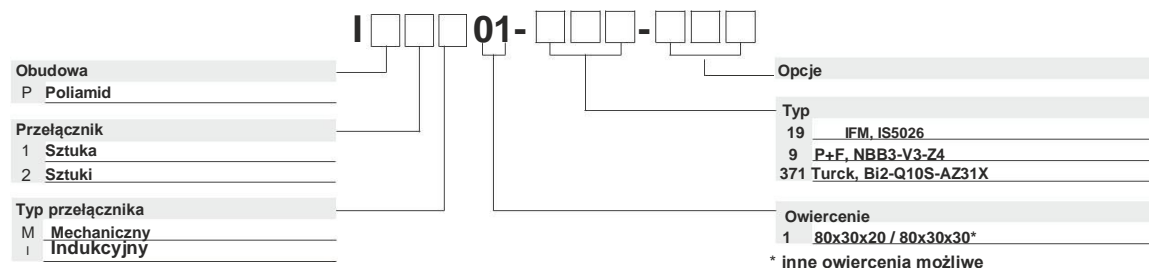 I □□□ 01- □□□ - □□□
Obudowa
P Poliamid
Przełącznik
1 Sztuka
2 Sztuki
Typ przełącznika
M Mechaniczny
I Indukcyjny
Opcje
Typ
19 IFM, IS5026
9 P+F, NBB3-V3-Z4
371 Turck, Bi2-Q10S-AZ31X
Owiercenie
1 80x30x20 / 80x30x30*
* inne owiercenia możliwe